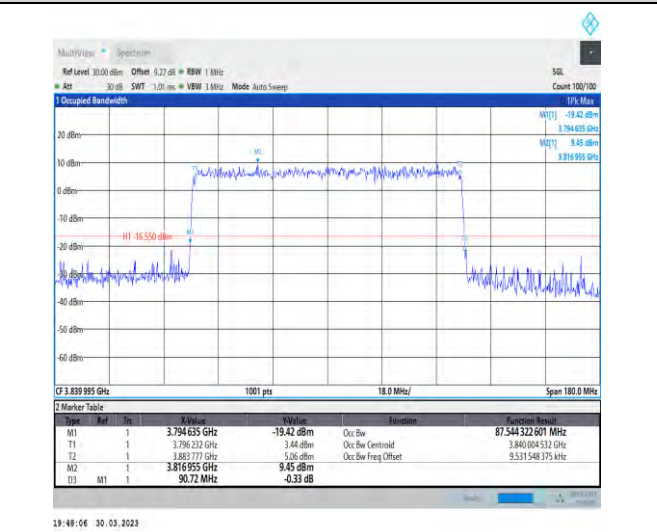 MultiView Spectrum
Ref Level 30.00 dBm Offset 9.27 dB RBW 1 MHz SGL
Att 30 dB SWT 1.01 ms VBW 3 MHz Mode Auto Sweep Count 100/100
1 Occupied Bandwidth 1Pk Max
M1[1] -19.42 dBm
3.794 635 GHz
20 dBm M2[1] 9.45 dBm
3.816 955 GHz
10 dBm
0 dBm
-10 dBm
H1 -16.550 dBm
-20 dBm
-30 dBm
-40 dBm
-50 dBm
-60 dBm
CF 3.839 995 GHz 1001 pts 18.0 MHz/ Span 180.0 MHz
2 Marker Table
Type Ref Trc X-Value Y-Value Function Function Result
M1 1 3.794 635 GHz -19.42 dBm Occ Bw 87.544 322 601 MHz
T1 1 3.796 232 GHz 3.44 dBm Occ Bw Centroid 3.840 004 532 GHz
T2 1 3.883 777 GHz 5.06 dBm Occ Bw Freq Offset 9.531 548 375 kHz
M2 1 3.816 955 GHz 9.45 dBm
D3 M1 1 90.72 MHz -0.33 dB
19:48:06 30.03.2023